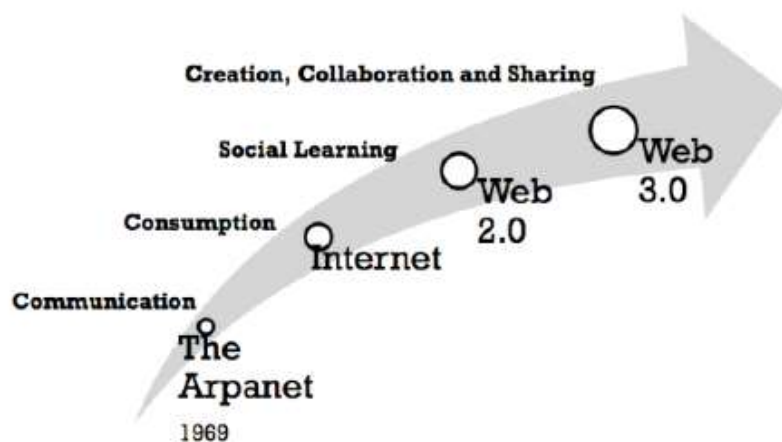 Creation, Collaboration and Sharing
Web
3.0
Social Learning
Web
2.0
Consumption
Internet
Communication
The
Arpanet
1969